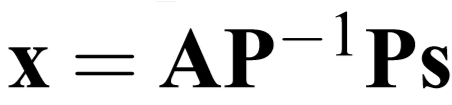 x = AP⁻¹Ps